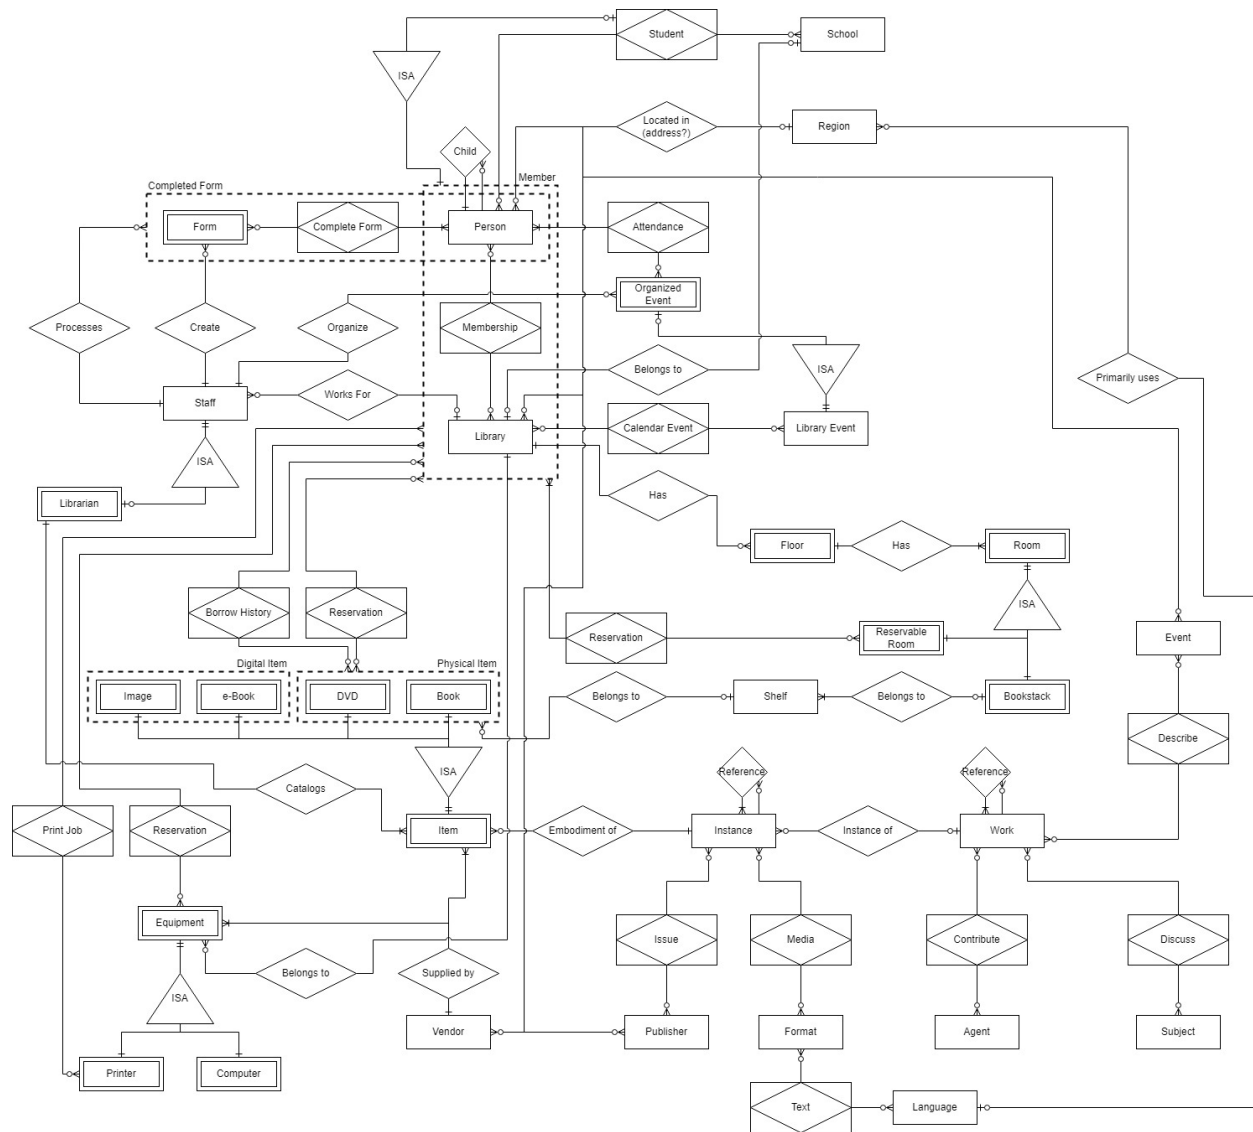 Student
School
ISA
Located in
(address?)
Region
Child
Member
Completed Form
Form
Complete Form
Person
Attendance
Organized
Event
Processes
Create
Organize
Membership
Belongs to
ISA
Primarily uses
Staff
Works For
Library
Calendar Event
Library Event
ISA
Has
Librarian
Floor
Has
Room
ISA
Borrow History
Reservation
Reservation
Reservable
Room
Event
Digital Item
Physical Item
Image
e-Book
DVD
Book
Belongs to
Shelf
Belongs to
Bookstack
Describe
ISA
Catalogs
Reference
Reference
Print Job
Reservation
Item
Embodiment of
Instance
Instance of
Work
Equipment
Issue
Media
Contribute
Discuss
Belongs to
Supplied by
ISA
Vendor
Publisher
Format
Agent
Subject
Printer
Computer
Text
Language